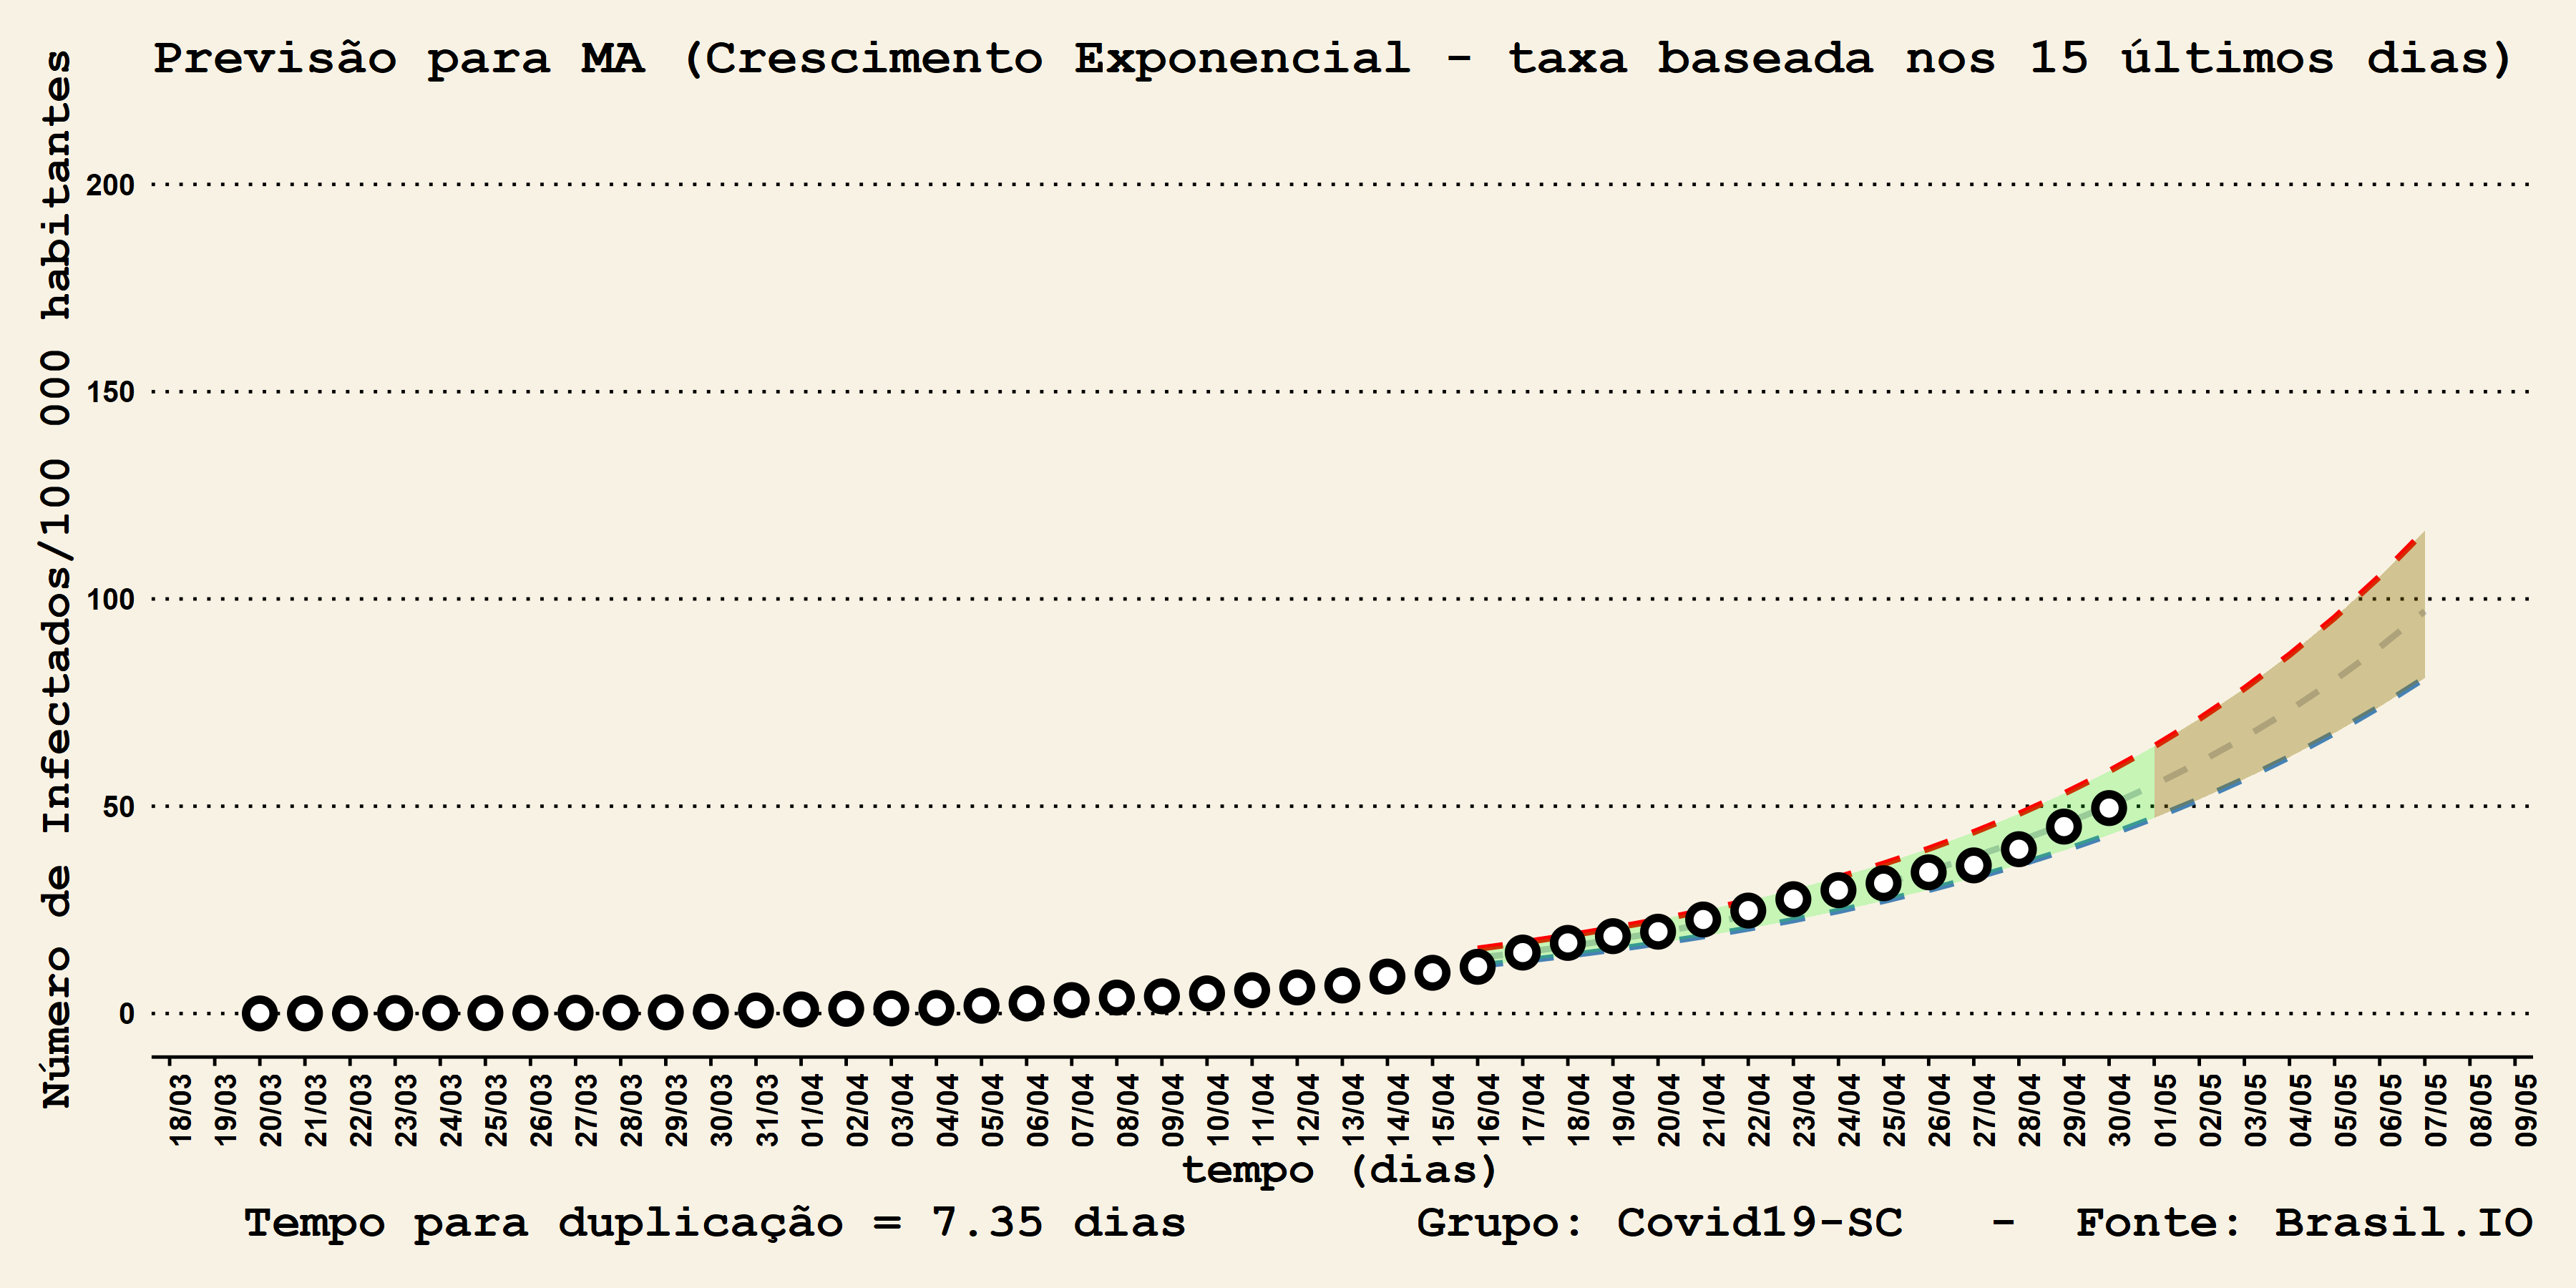 Previsão para MA (Crescimento Exponencial - taxa baseada nos 15 últimos dias)
Número de Infectados/100 000 habitantes
200
150
100
50
0
18/03 19/03 20/03 21/03 22/03 23/03 24/03 25/03 26/03 27/03 28/03 29/03 30/03 31/03 01/04 02/04 03/04 04/04 05/04 06/04 07/04 08/04 09/04 10/04 11/04 12/04 13/04 14/04 15/04 16/04 17/04 18/04 19/04 20/04 21/04 22/04 23/04 24/04 25/04 26/04 27/04 28/04 29/04 30/04 01/05 02/05 03/05 04/05 05/05 06/05 07/05 08/05 09/05
tempo (dias)
Tempo para duplicação = 7.35 dias Grupo: Covid19-SC - Fonte: Brasil.IO